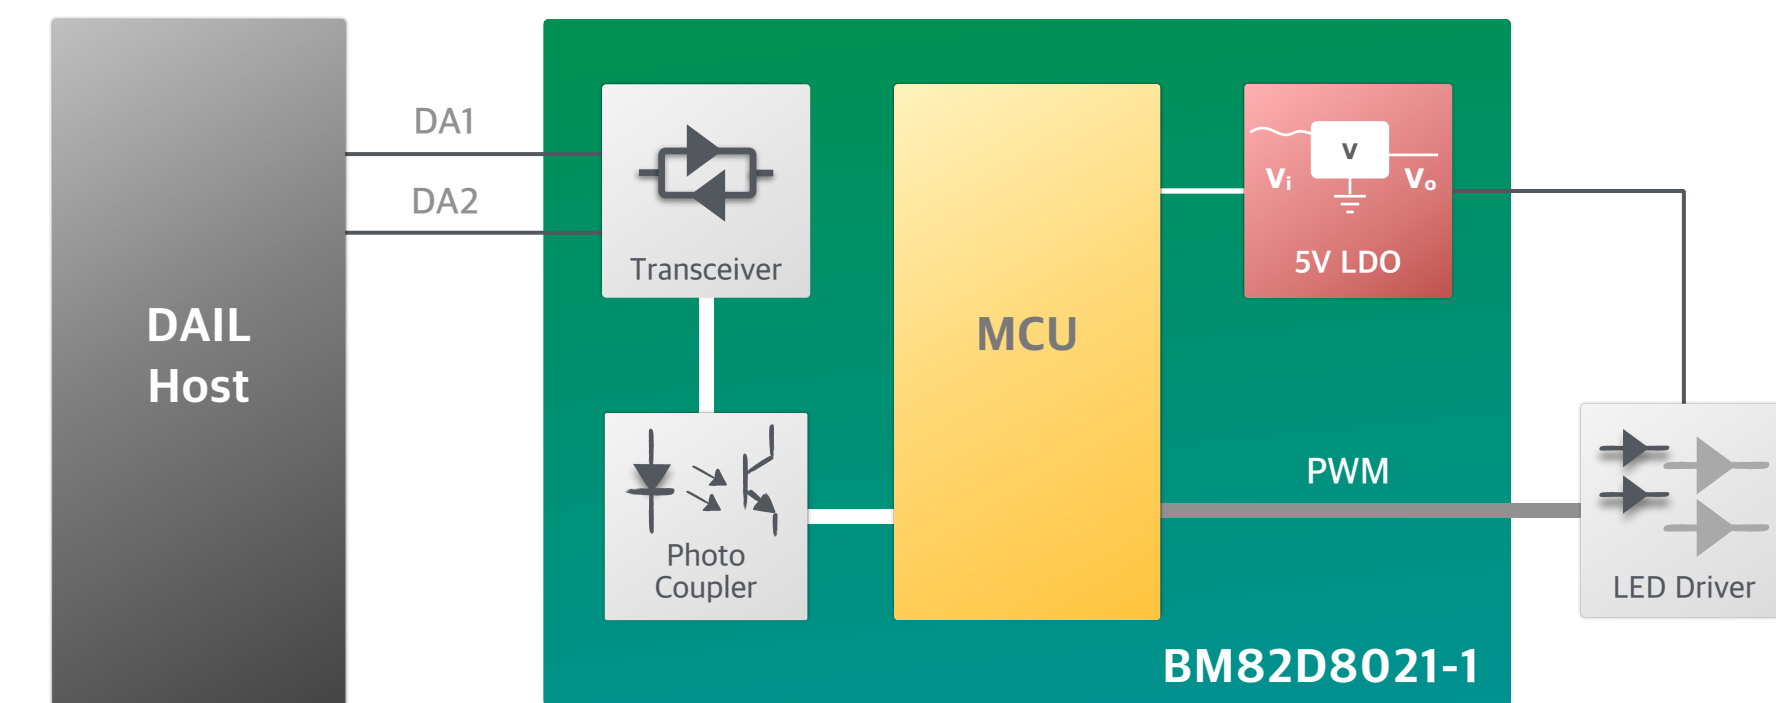 DAIL
Host
DA1
DA2
Transceiver
Photo
Coupler
MCU
V
Vi
Vo
5V LDO
PWM
LED Driver
BM82D8021-1